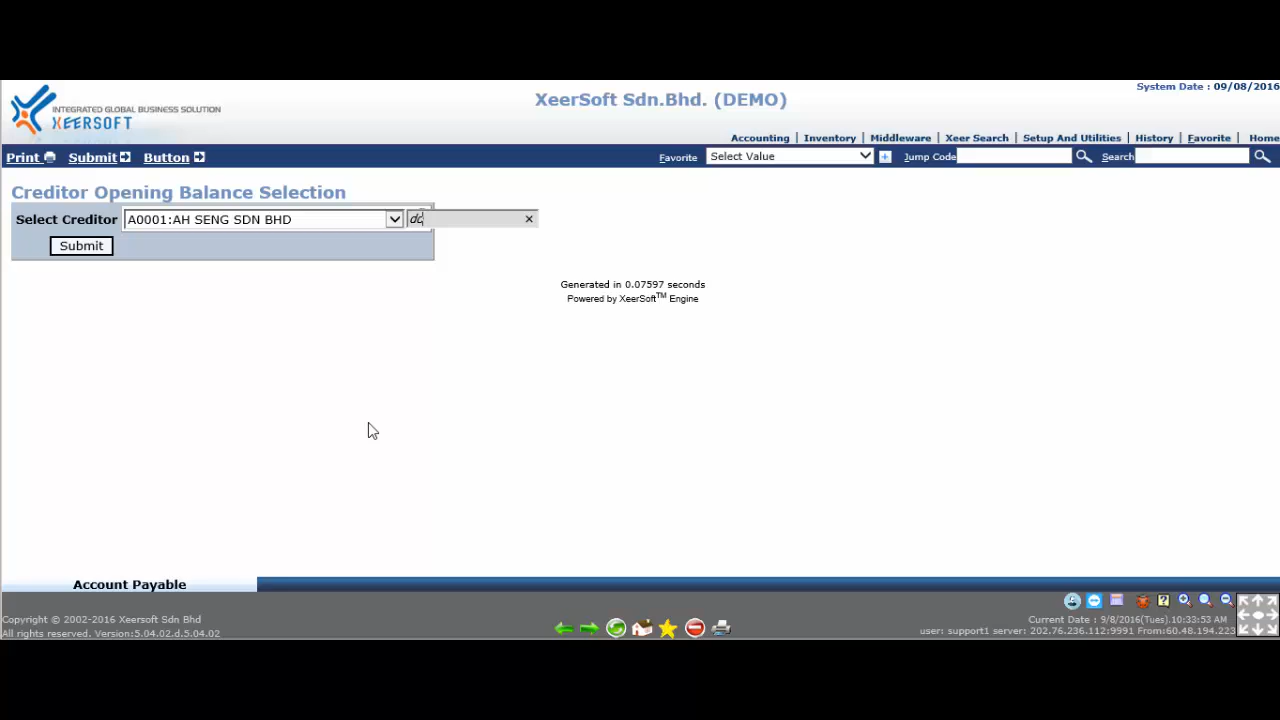 System Date : 09/08/2016
INTEGRATED GLOBAL BUSINESS SOLUTION
XEERSOFT
XeerSoft Sdn.Bhd. (DEMO)
Accounting | Inventory | Middleware | Xeer Search | Setup And Utilities | History | Favorite | Home
Print Submit Button Favorite Select Value Jump Code Search
Creditor Opening Balance Selection
Select Creditor A0001:AH SENG SDN BHD
Submit
Generated in 0.07597 seconds
Powered by XeerSoftTM Engine
Account Payable
Copyright © 2002-2016 Xeersoft Sdn Bhd
All rights reserved. Version:5.04.02.d.5.04.02
Current Date : 9/8/2016(Tues).10:33:53 AM
user: support1 server: 202.76.236.112:9991 From:60.48.194.223